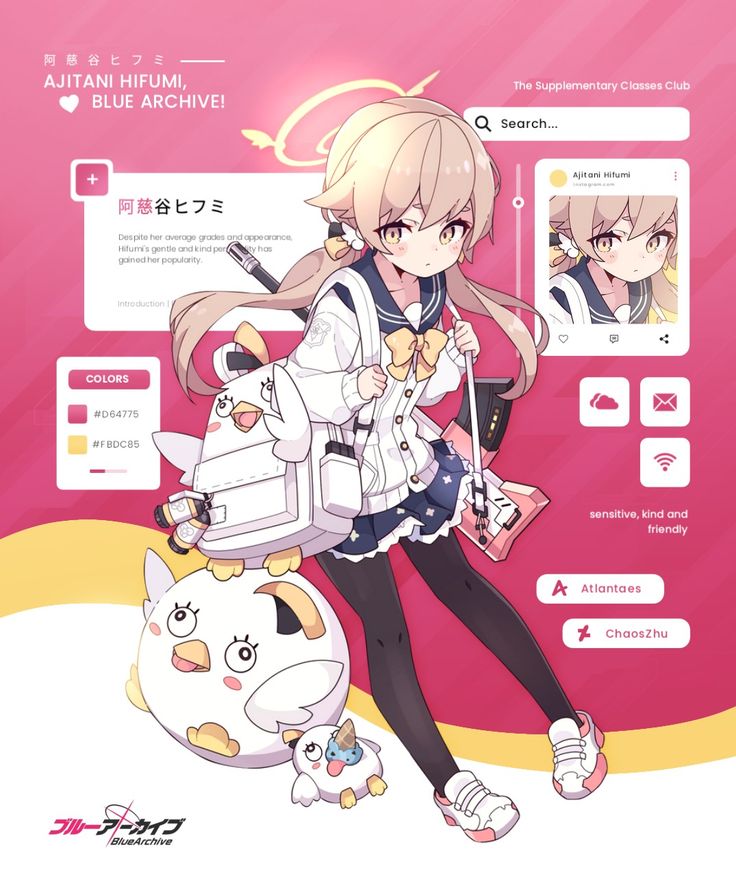 阿慈谷ヒフミ
AJITANI HIFUMI,
BLUE ARCHIVE!
The Supplementary Classes Club
Search...
阿慈谷ヒフミ
Despite her average grades and appearance,
Hifumi's gentle and kind has
gained her popularity.
Introduction |
Ajitani Hifumi
Instagram.com
COLORS
#D64775
#FBDC85
sensitive, kind and
friendly
Atlantaes
ChaosZhu
ブルーアーカイブ
BlueArchive